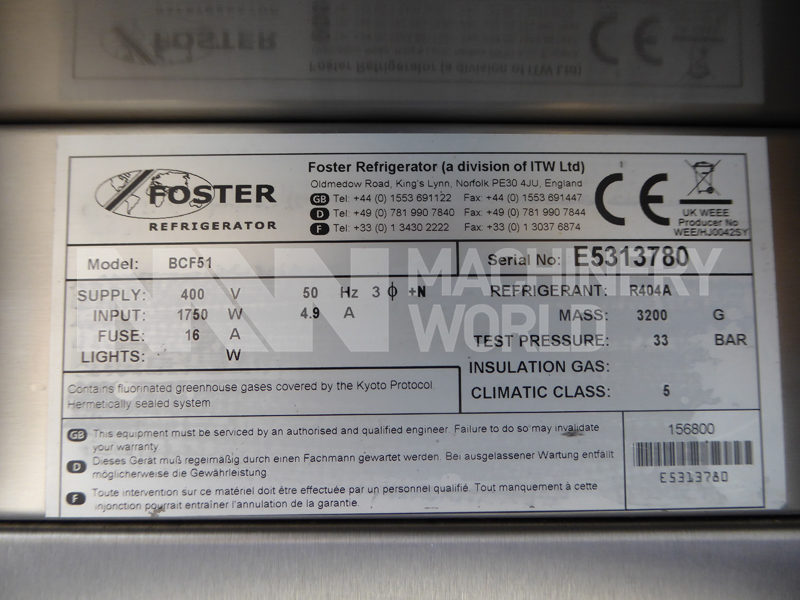 FOSTER
Foster Refrigerator (a division of ITW Ltd)
FOSTER
REFRIGERATOR
Foster Refrigerator (a division of ITW Ltd)
Oldmedow Road, King's Lynn, Norfolk PE30 4JU, England
GB Tel: +44 (0) 1553 691122 Fax: +44 (0) 1553 691447
D Tel: +49 (0) 781 990 7840 Fax: +49 (0) 781 990 7844
F Tel: +33 (0) 1 3430 2222 Fax: +33 (0) 1 3037 6874
CE
UK WEEE
Producer No
WEE/HJ0042SY
Model: BCF51
Serial No: E5313780
SUPPLY: 400 V 50 Hz 3 ϕ +N
INPUT: 1750 W 4.9 A
FUSE: 16 A
LIGHTS: W
REFRIGERANT: R404A
MASS: 3200 G
TEST PRESSURE: 33 BAR
INSULATION GAS:
CLIMATIC CLASS: 5
MACHINERY
WORLD
Contains fluorinated greenhouse gases covered by the Kyoto Protocol
Hermetically sealed system
GB This equipment must be serviced by an authorised and qualified engineer. Failure to do so may invalidate
your warranty
D Dieses Gerät muß regelmäßig durch einen Fachmann gewartet werden. Bei ausgelassener Wartung entfällt
möglicherweise die Gewährleistung.
F Toute intervention sur ce matériel doit être effectuée par un personnel qualifié. Tout manquement à cette
injonction pourrait entraîner l'annulation de la garantie.
156800
E5313780